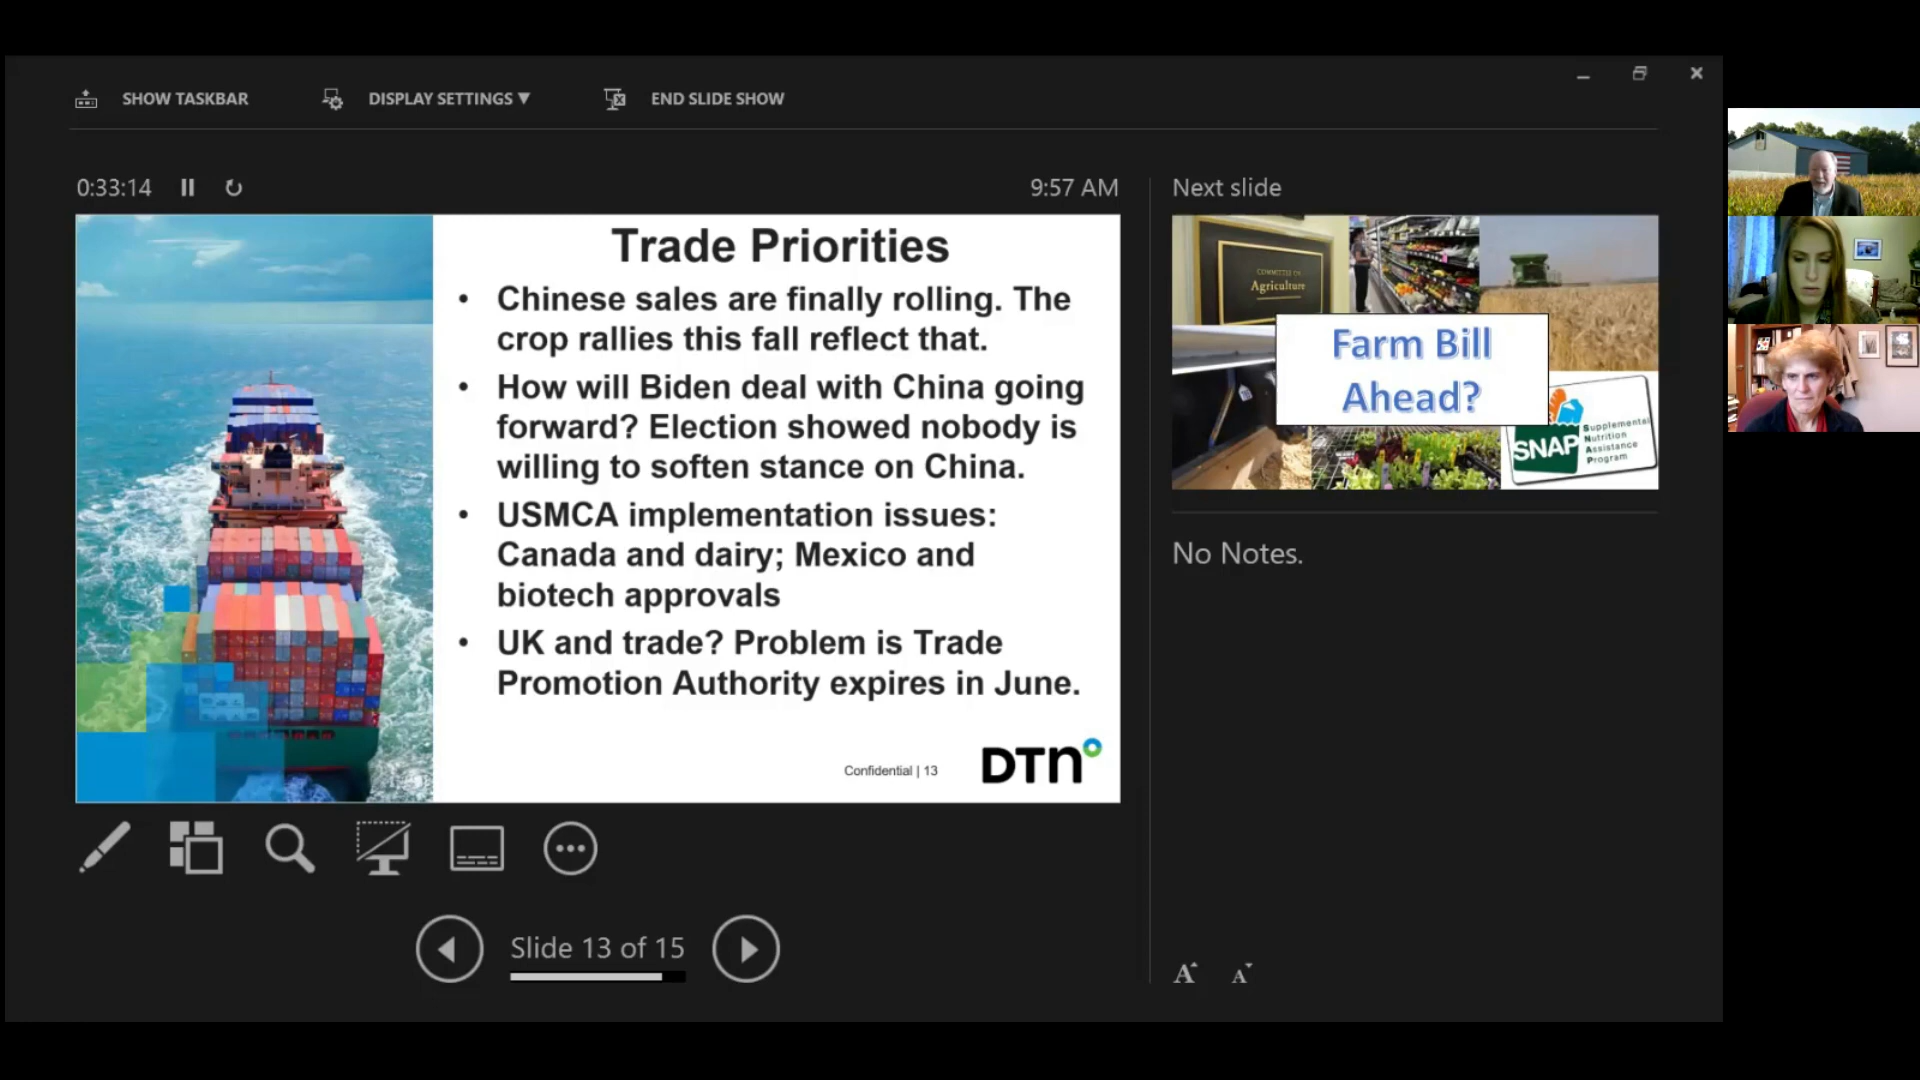 SHOW TASKBAR
DISPLAY SETTINGS ▼
END SLIDE SHOW
0:33:14
9:57 AM
Trade Priorities
• Chinese sales are finally rolling. The
crop rallies this fall reflect that.
• How will Biden deal with China going
forward? Election showed nobody is
willing to soften stance on China.
• USMCA implementation issues:
Canada and dairy; Mexico and
biotech approvals
• UK and trade? Problem is Trade
Promotion Authority expires in June.
Confidential | 13
DTN
Slide 13 of 15
Next slide
COMMITTEE ON
Agriculture
Farm Bill
Ahead?
SNAP
Supplemental
Nutrition
Assistance
Program
No Notes.
A
A